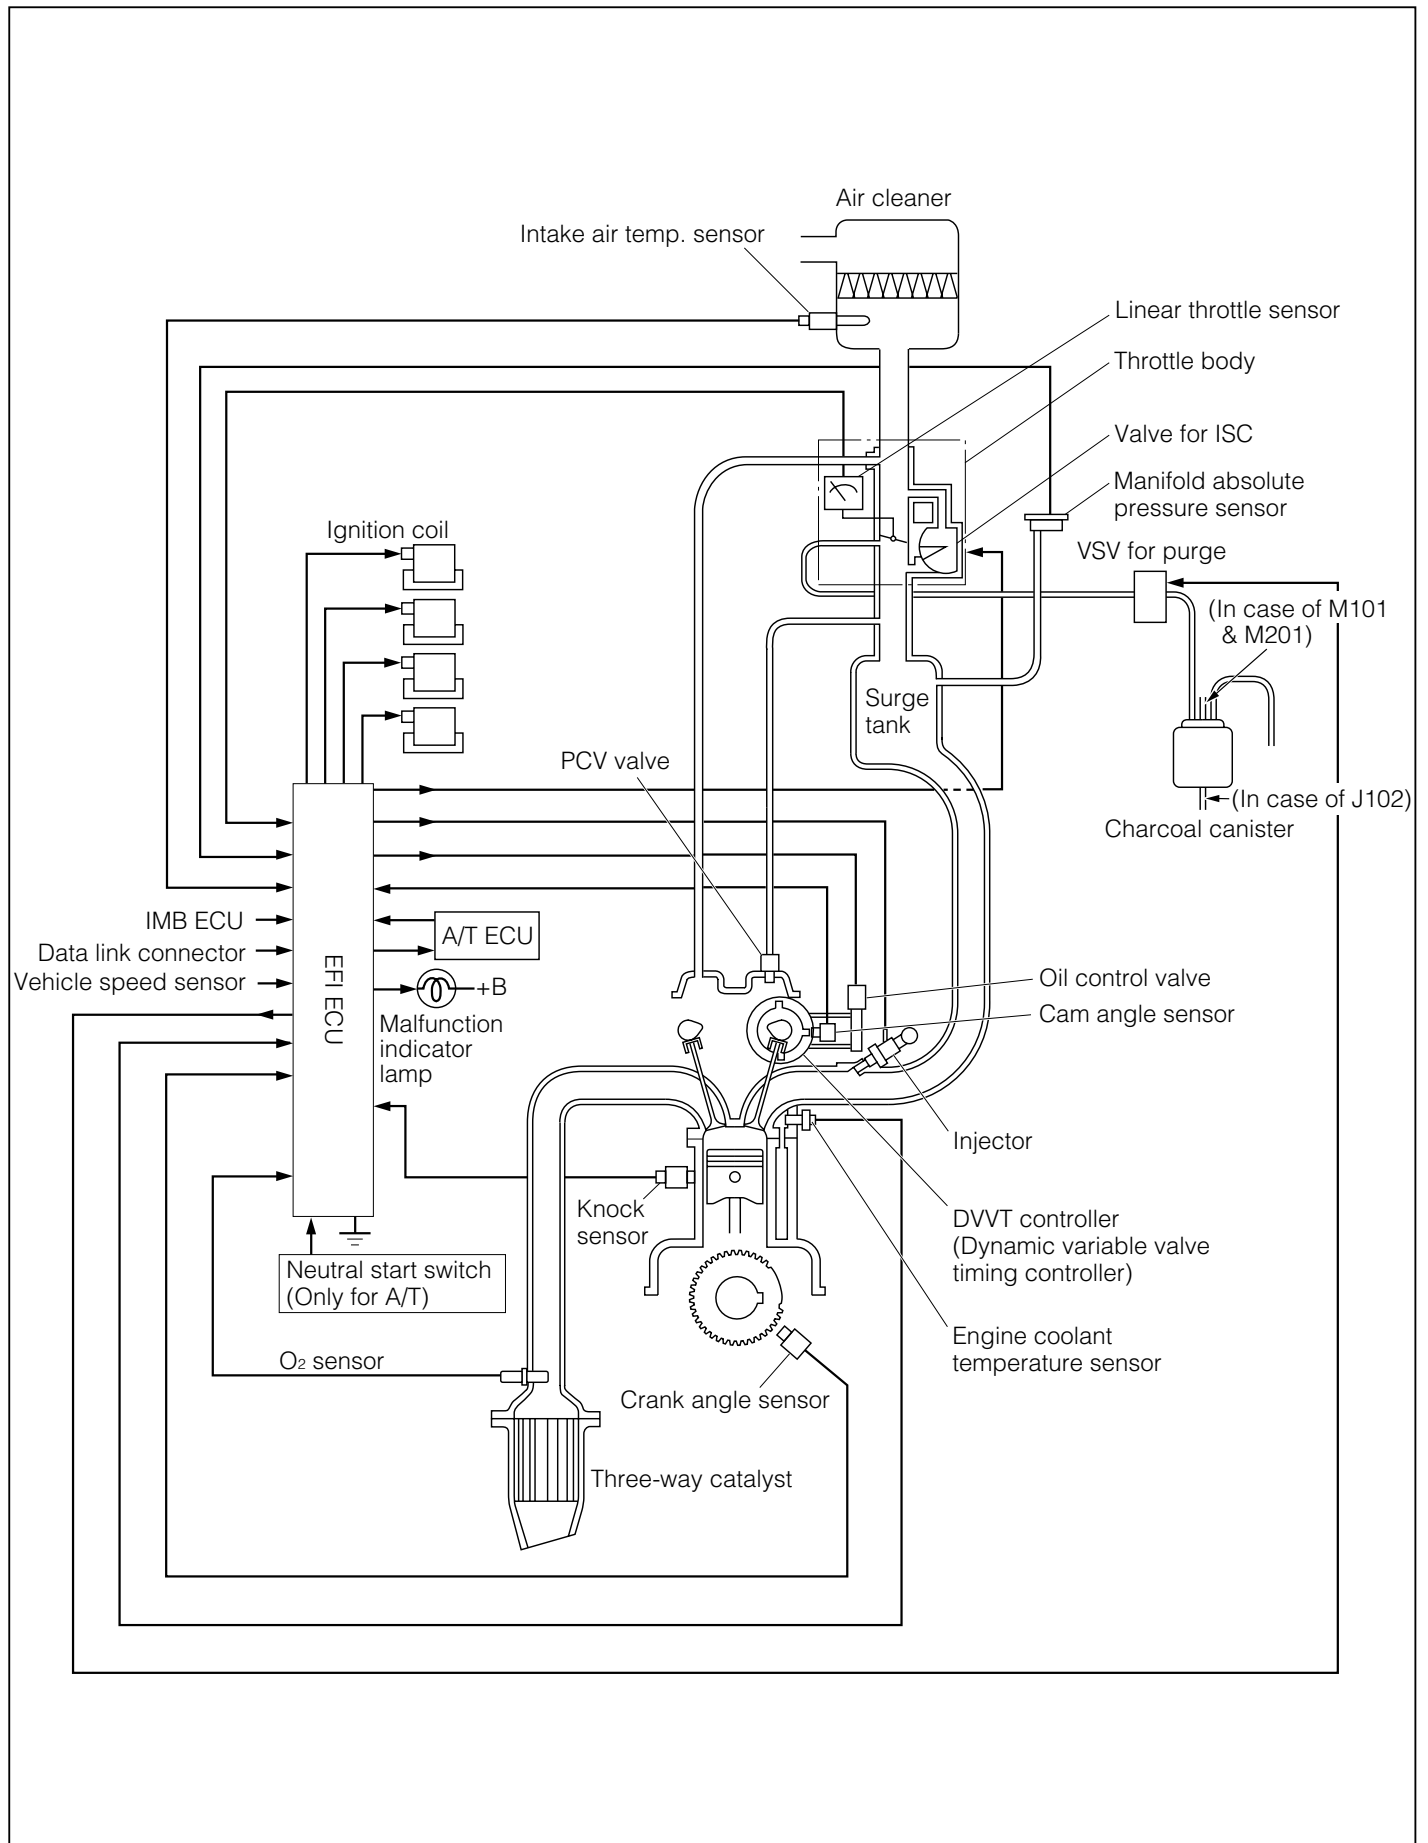 Air cleaner
Intake air temp. sensor
Linear throttle sensor
Throttle body
Valve for ISC
Manifold absolute
pressure sensor
Ignition coil
VSV for purge
(In case of M101
& M201)
Surge
tank
PCV valve
(In case of J102)
Charcoal canister
IMB ECU
A/T ECU
Data link connector
Vehicle speed sensor
EFI ECU
+B
Oil control valve
Cam angle sensor
Malfunction
indicator
lamp
Injector
Knock
sensor
DVVT controller
(Dynamic variable valve
timing controller)
Neutral start switch
(Only for A/T)
Engine coolant
temperature sensor
O2 sensor
Crank angle sensor
Three-way catalyst